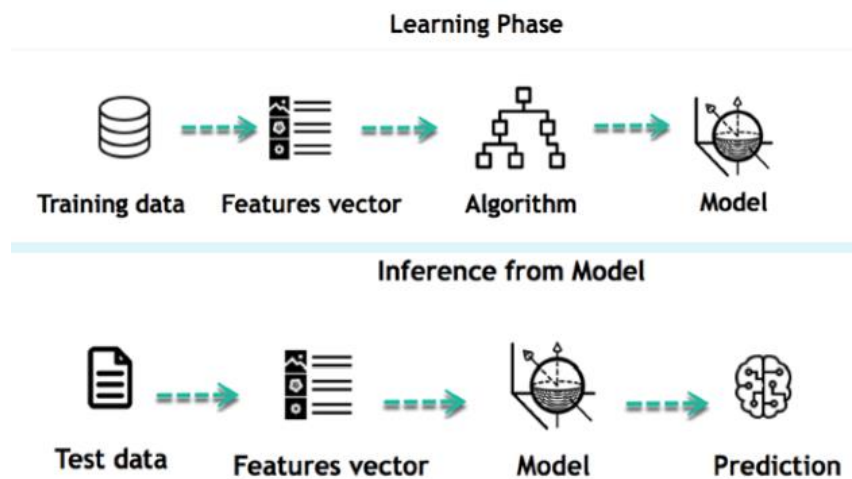 Learning Phase
Training data Features vector Algorithm Model
Inference from Model
Test data Features vector Model Prediction